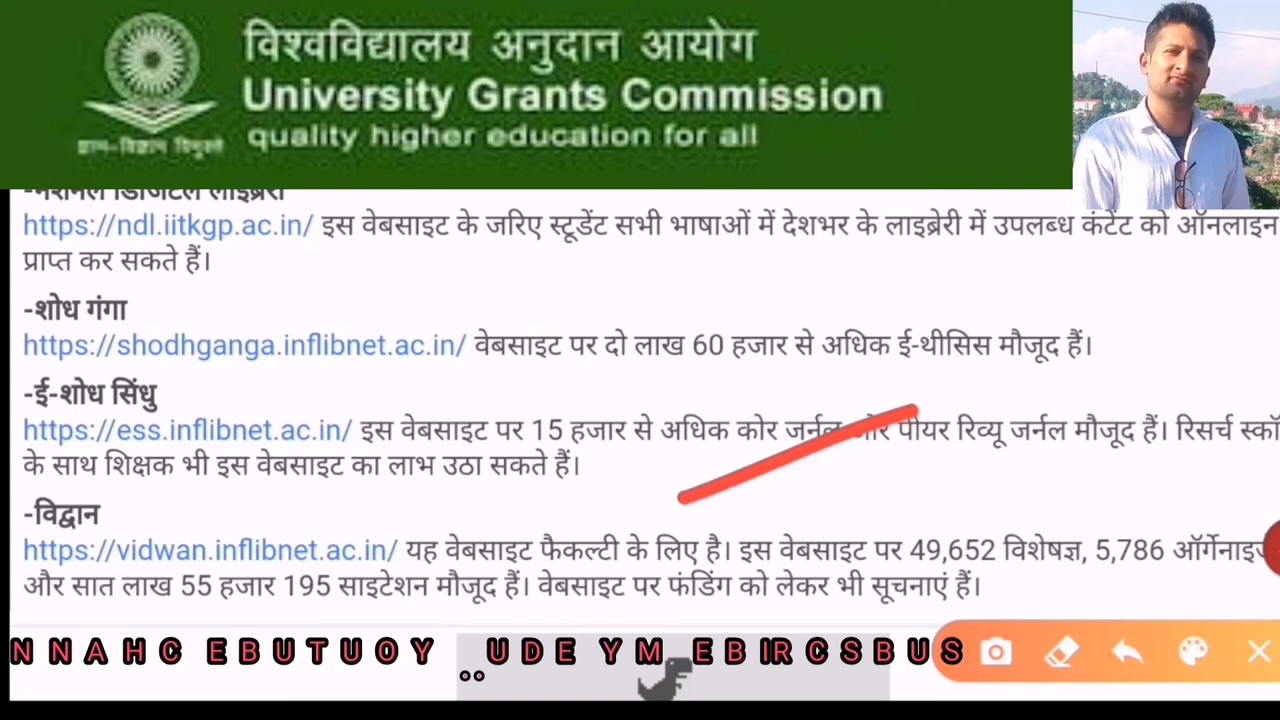 विश्वविद्यालय अनुदान आयोग
University Grants Commission
quality higher education for all
ज्ञान-विज्ञान विमुक्तये
-नेशनल डिजिटल लाइब्रेरी
https://ndl.iitkgp.ac.in/ इस वेबसाइट के जरिए स्टूडेंट सभी भाषाओं में देशभर के लाइब्रेरी में उपलब्ध कंटेंट को ऑनलाइन
प्राप्त कर सकते हैं।
-शोध गंगा
https://shodhganga.inflibnet.ac.in/ वेबसाइट पर दो लाख 60 हजार से अधिक ई-थीसिस मौजूद हैं।
-ई-शोध सिंधु
https://ess.inflibnet.ac.in/ इस वेबसाइट पर 15 हजार से अधिक कोर जर्नल और पीयर रिव्यू जर्नल मौजूद हैं। रिसर्च
के साथ शिक्षक भी इस वेबसाइट का लाभ उठा सकते हैं।
-विद्वान
https://vidwan.inflibnet.ac.in/ यह वेबसाइट फैकल्टी के लिए है। इस वेबसाइट पर 49,652 विशेषज्ञ, 5,786
और सात लाख 55 हजार 195 साइटेशन मौजूद हैं। वेबसाइट पर फंडिंग को लेकर भी सूचनाएं हैं।
NNAHC EBUTUOY ..UDE YM EBIRCSBUS
..